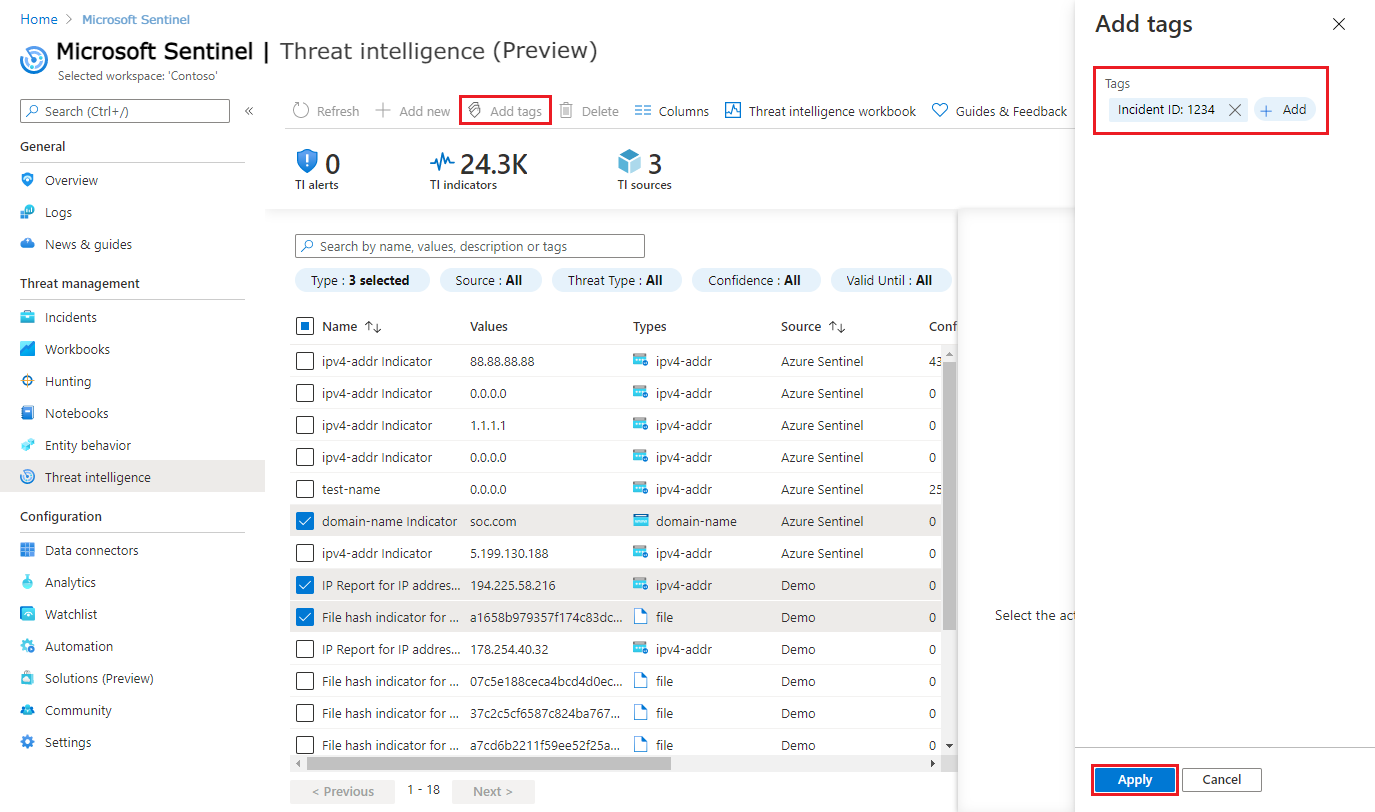 Home > Microsoft Sentinel
Microsoft Sentinel | Threat intelligence (Preview)
Selected workspace: 'Contoso'
Search (Ctrl+/)
«
General
Overview
Logs
News & guides
Threat management
Incidents
Workbooks
Hunting
Notebooks
Entity behavior
Threat intelligence
Configuration
Data connectors
Analytics
Watchlist
Automation
Solutions (Preview)
Community
Settings
Refresh Add new Add tags Delete Columns Threat intelligence workbook Guides & Feedback
0 24.3K 3
TI alerts TI indicators TI sources
Search by name, values, description or tags
Type : 3 selected Source : All Threat Type : All Confidence : All Valid Until : All
Name Values Types Source Conf
ipv4-addr Indicator 88.88.88.88 ipv4-addr Azure Sentinel 43
ipv4-addr Indicator 0.0.0.0 ipv4-addr Azure Sentinel 0
ipv4-addr Indicator 1.1.1.1 ipv4-addr Azure Sentinel 0
ipv4-addr Indicator 0.0.0.0 ipv4-addr Azure Sentinel 0
test-name 0.0.0.0 ipv4-addr Azure Sentinel 25
domain-name Indicator soc.com domain-name Azure Sentinel 0
ipv4-addr Indicator 5.199.130.188 ipv4-addr Azure Sentinel 0
IP Report for IP addres... 194.225.58.216 ipv4-addr Demo 0
File hash indicator for ... a1658b979357f174c83dc... file Demo 0
IP Report for IP addres... 178.254.40.32 ipv4-addr Demo 0
File hash indicator for ... 07c5e188ceca4bcd4d0ec... file Demo 0
File hash indicator for ... 37c2c5cf6587c824ba767... file Demo 0
File hash indicator for ... a7cd6b2211f59ee52f25a... file Demo 0
< Previous 1 - 18 Next >
Select the act
Add tags
Tags
Incident ID: 1234 Add
Apply Cancel